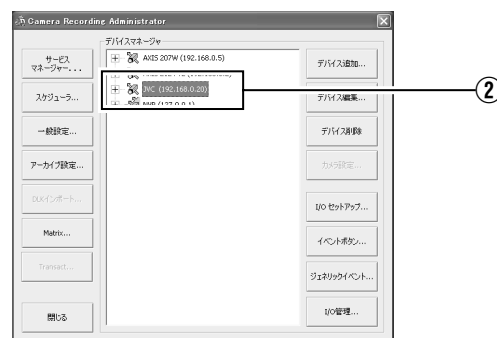 Camera Recording Administrator
デバイスマネージャ
サービス
マネージャー...
スケジューラ...
一般設定...
アーカイブ設定...
DLKインポート...
Matrix...
Transact...
閉じる
AXIS 207W (192.168.0.5)
JVC (192.168.0.20)
デバイス追加...
デバイス編集...
デバイス削除
カメラ設定...
I/O セットアップ...
イベントボタン...
ジェネリックイベント...
I/O管理...
②